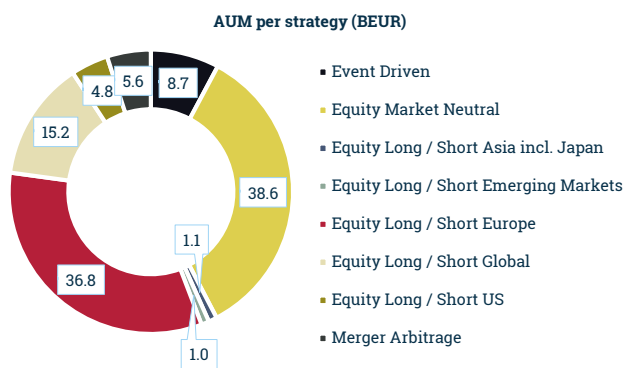 AUM per strategy (BEUR)
5.6
8.7
4.8
15.2
38.6
1.1
36.8
1.0
Event Driven
Equity Market Neutral
Equity Long / Short Asia incl. Japan
Equity Long / Short Emerging Markets
Equity Long / Short Europe
Equity Long / Short Global
Equity Long / Short US
Merger Arbitrage